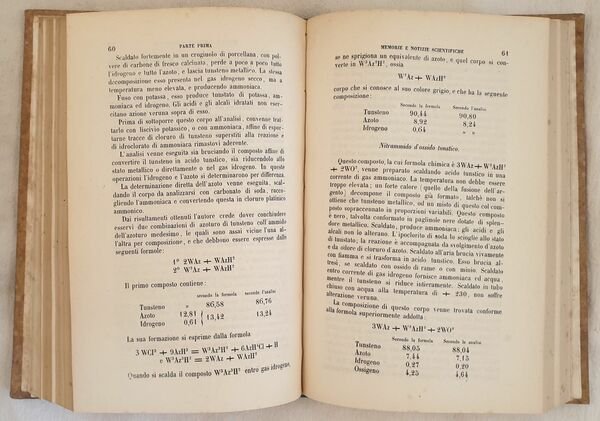 60
PARTE PRIMA
Scaldato fortemente in un crogiuolo di porcellana, con pol-
vere di carbone di fresco calcinata, perde a poco a poco tutto
l'idrogeno e tutto l'azoto, e lascia tunsteno metallico. La stessa
decomposizione esso presenta nel gas idrogeno secco, ma a
temperatura meno elevata, e producendo ammoniaca.
Fuso con potassa, esso produce tunstato di potassa, am-
moniaca ed idrogeno. Gli acidi e gli alcali idratati non eser-
citano azione veruna sopra di esso.
Prima di sottoporre questo corpo all'analisi, convenne trat-
tarlo con liscivio potassico, o con ammoniaca, affine di espor-
tarne tracce di cloruro di tunsteno superstiti alla reazione e
di idroclorato di ammoniaca rimastovi aderente.
L'analisi venne eseguita sia bruciando il composto affine di
convertire il tunsteno in acido tunstico, sia riducendolo allo
stato metallico o direttamente o nel gas idrogeno. In queste
operazioni l'idrogeno e l'azoto si determinarono per differenza.
La determinazione diretta dell'azoto venne eseguita, scal-
dando il corpo da analizzarsi con carbonato di soda, racco-
gliendo l'ammoniaca e convertendo questa in cloruro platinico
ammonico.
Dai risultamenti ottenuti l'autore crede dover conchiudere
esservi due combinazioni di azoturo di tunsteno coll'ammid
dell'azoturo medesimo, le quali sono assai vicine l'una al-
l'altra per composizione, e che debbono essere espresse dalle
seguenti formule:
1º 2WAz + WAzH²
2º W³Az²H²
Il primo composto contiene:
secondo la formola secondo l'analisi
Tunsteno » 86,58 86,76
Azoto 12,81 } 13,42 13,24
Idrogeno 0,61
La sua formazione si esprime dalla formola
3 WCl³ + 9AzH³ = W³Az³H² + 6AzH⁴Cl + H
e W³Az³H² = 2WAz + WAzH²
Quando si scalda il composto W³Az³H² entro gas idrogeno,
MEMORIE E NOTIZIE SCIENTIFICHE
61
se ne sprigiona un equivalente di azoto, e quel corpo si con-
verte in W³Az²H², ossia
W²Az + WAzH²
corpo che si conosce al suo colore grigio, e che ha la seguente
composizione:
Secondo la formola Secondo l'analisi
Tunsteno 90,44 90,80
Azoto 8,92 8,24
Idrogeno 0,64 » »
Nitrammido d'ossido tunstico.
Questo composto, la cui formula chimica è 3WAz + W²AzH²
+ 2WO², venne preparato scaldando acido tunstico in una
corrente di gas ammonico. La temperatura non debbe essere
troppo elevata; un forte calore (quello della fusione dell'ar-
gento) decompone il composto già formato, talchè non si
ottiene che tunsteno metallico, od un misto di questo col com-
posto sopraccennato in proporzioni variabili. Questo composto
è nero, talvolta confuso in pagliuole nere dotate di splen-
dore metallico. Scaldato, produce ammoniaca; gli acidi e gli
alcali non lo alterano. L'ipoclorito di soda lo scioglie allo stato
di tunstato; la reazione è accompagnata da svolgimento d'azoto
e da odore di cloruro d'azoto. Scaldato all'aria brucia vivamente
con fiamma e si trasforma in acido tunstico. Esso brucia al-
tresì, se scaldato con ossido di rame o con minio. Scaldato
entro corrente di gas idrogeno fornisce ammoniaca ed acqua, men-
tre il tunsteno si riduce intieramente. Scaldato in tubo
chiuso con acqua alla temperatura di + 230, non soffre
alterazione veruna.
La composizione di questo corpo venne trovata conforme
alla formola superiormente addotta:
3WAz + W²AzH² + 2WO²
Secondo la formola Secondo l'analisi
Tunsteno 88,05 88,04
Azoto 7,44 7,15
Idrogeno 0,27 0,20
Ossigeno 4,25 4,64